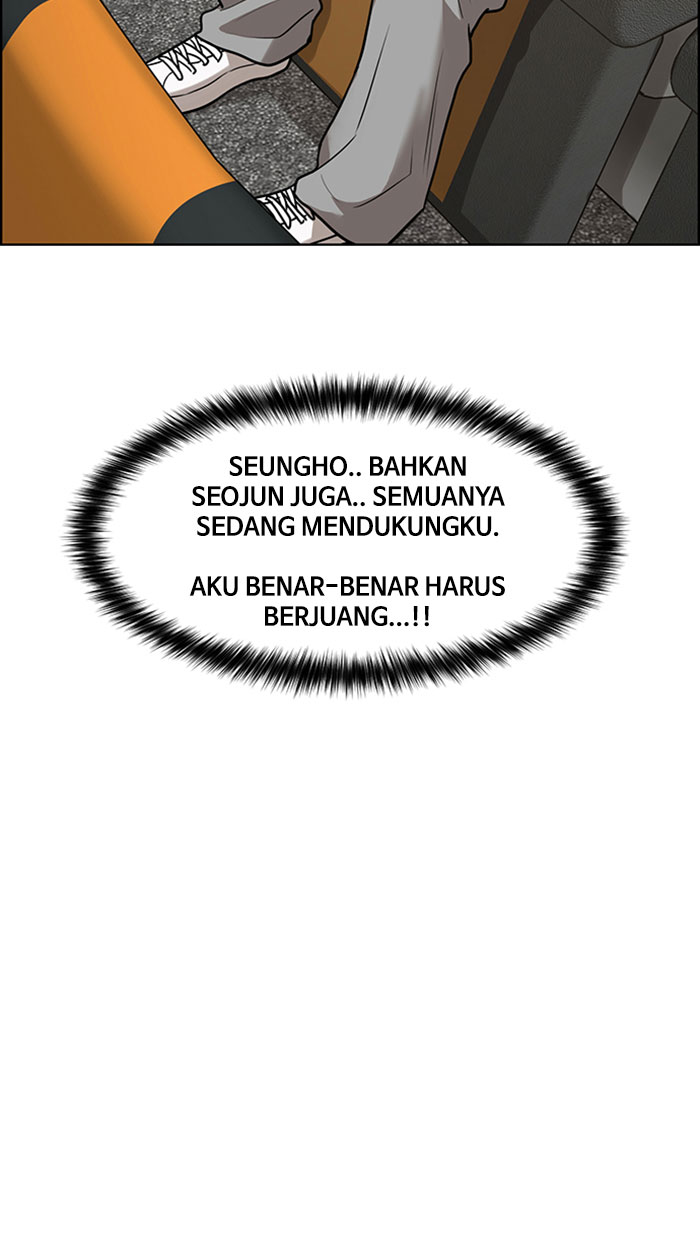 SEUNGHO.. BAHKAN
SEOJUN JUGA.. SEMUANYA
SEDANG MENDUKUNGKU.
AKU BENAR-BENAR HARUS
BERJUANG...!!